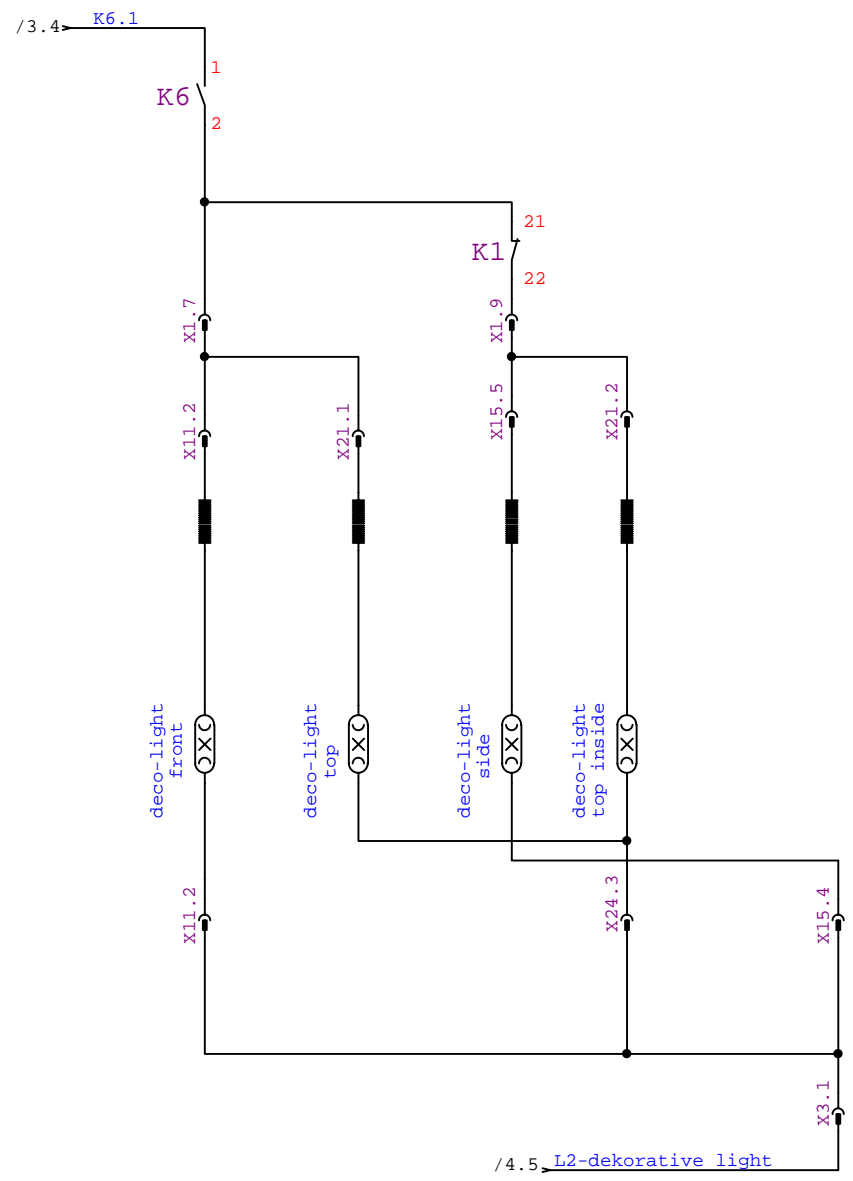 K6.1
/3.4
1
K6
2
21
K1
22
X1.7
X1.9
X11.2
X21.1
X15.5
X21.2
deco-light
front
deco-light
top
deco-light
side
deco-light
top inside
X11.2
X24.3
X15.4
X3.1
/4.5
L2-dekorative light